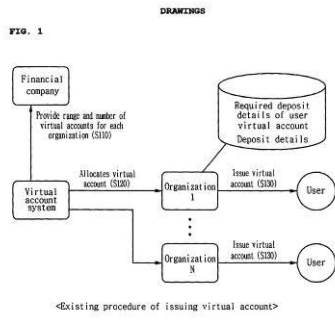 DRAWINGS
FIG. 1
Financial
company
Provide range and number of
virtual accounts for each
organization (S110)
Required deposit
details of user
virtual account
Deposit details
Virtual
account
system
Allocates virtual
account (S120)
Organization
1
Issue virtual
account (S130)
User
Organization
N
Issue virtual
account (S130)
User
<Existing procedure of issuing virtual account>